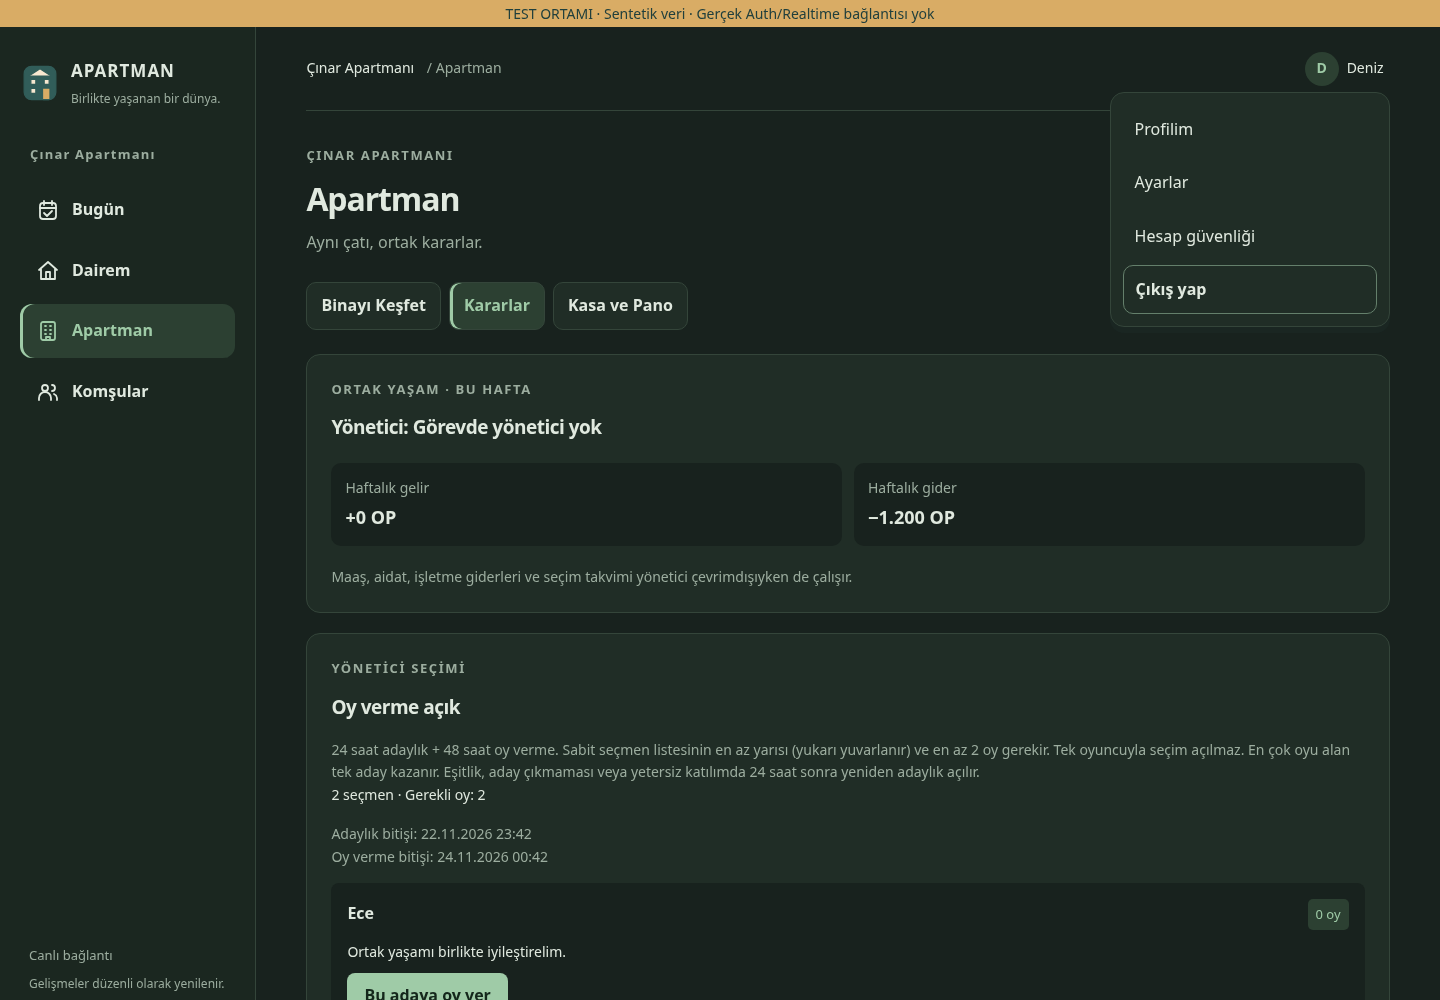 TEST ORTAMI · Sentetik veri · Gerçek Auth/Realtime bağlantısı yok
APARTMAN
Birlikte yaşanan bir dünya.
Çınar Apartmanı
Bugün
Dairem
Apartman
Komşular
Canlı bağlantı
Gelişmeler düzenli olarak yenilenir.
Çınar Apartmanı / Apartman
D Deniz
Profilim
Ayarlar
Hesap güvenliği
Çıkış yap
ÇINAR APARTMANI
Apartman
Aynı çatı, ortak kararlar.
Binayı Keşfet Kararlar Kasa ve Pano
ORTAK YAŞAM · BU HAFTA
Yönetici: Görevde yönetici yok
Haftalık gelir
+0 OP
Haftalık gider
−1.200 OP
Maaş, aidat, işletme giderleri ve seçim takvimi yönetici çevrimdışıyken de çalışır.
YÖNETİCİ SEÇİMİ
Oy verme açık
24 saat adaylık + 48 saat oy verme. Sabit seçmen listesinin en az yarısı (yukarı yuvarlanır) ve en az 2 oy gerekir. Tek oyuncuyla seçim açılmaz. En çok oyu alan
tek aday kazanır. Eşitlik, aday çıkmaması veya yetersiz katılımda 24 saat sonra yeniden adaylık açılır.
2 seçmen · Gerekli oy: 2
Adaylık bitişi: 22.11.2026 23:42
Oy verme bitişi: 24.11.2026 00:42
Ece
0 oy
Ortak yaşamı birlikte iyileştirelim.
Bu adaya oy ver